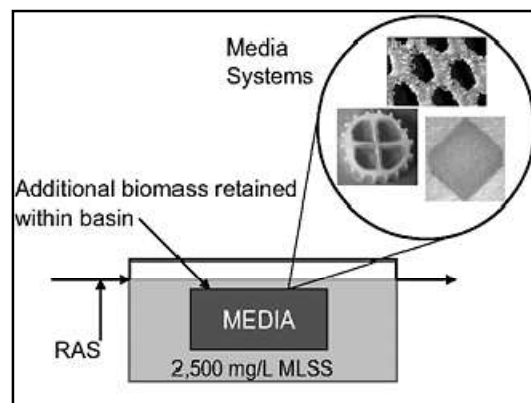 Media
Systems
Additional biomass retained
within basin
MEDIA
RAS
2,500 mg/L MLSS